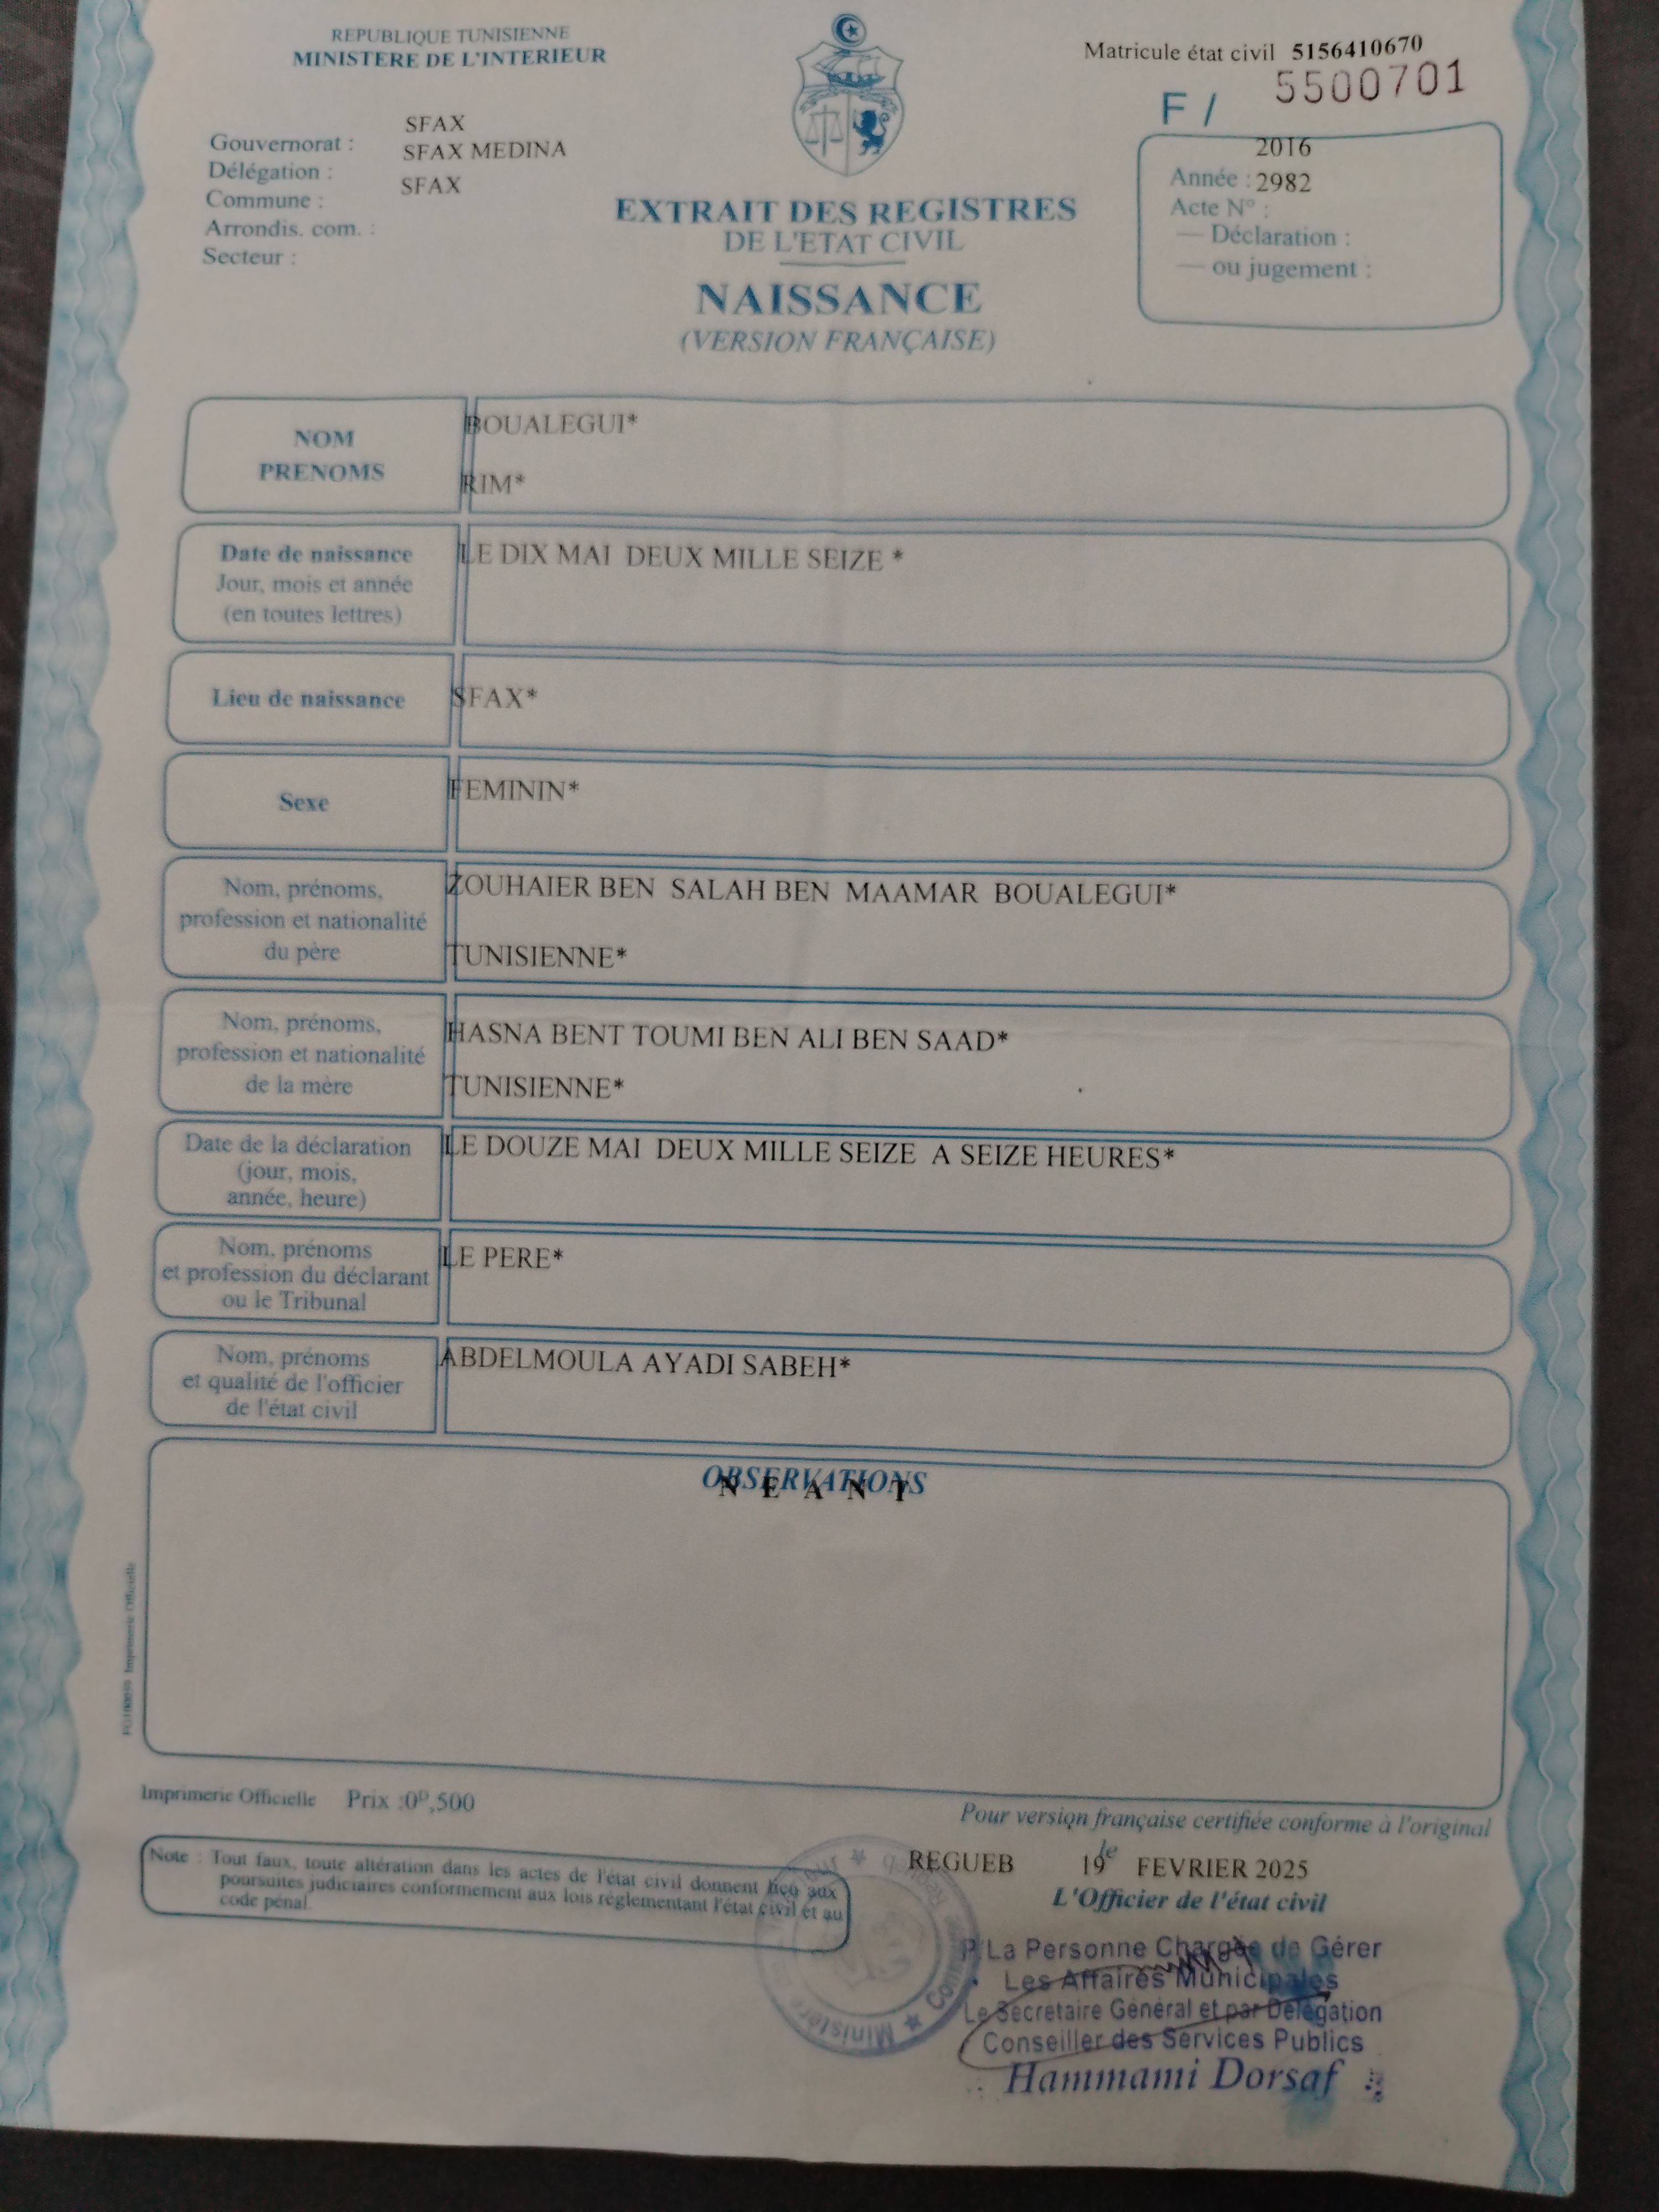 REPUBLIQUE TUNISIENNE
MINISTERE DE L'INTERIEUR
Matricule état civil 5156410670
F / 5500701
Gouvernorat : SFAX
Délégation : SFAX MEDINA
Commune : SFAX
Arrondis. com. :
Secteur :
2016
Année : 2982
Acte N° :
— Déclaration :
— ou jugement :
EXTRAIT DES REGISTRES
DE L'ETAT CIVIL
NAISSANCE
(VERSION FRANÇAISE)
NOM
PRENOMS
BOUALEGUI*
RIM*
Date de naissance
Jour, mois et année
(en toutes lettres)
LE DIX MAI DEUX MILLE SEIZE *
Lieu de naissance
SFAX*
Sexe
FEMININ*
Nom, prénoms,
profession et nationalité
du père
ZOUHAIER BEN SALAH BEN MAAMAR BOUALEGUI*
TUNISIENNE*
Nom, prénoms,
profession et nationalité
de la mère
HASNA BENT TOUMI BEN ALI BEN SAAD*
TUNISIENNE*
Date de la déclaration
(jour, mois,
année, heure)
LE DOUZE MAI DEUX MILLE SEIZE A SEIZE HEURES*
Nom, prénoms
et profession du déclarant
ou le Tribunal
LE PERE*
Nom, prénoms
et qualité de l'officier
de l'état civil
ABDELMOULA AYADI SABEH*
OBSERVATIONS
N E A N T
Imprimerie Officielle
Imprimerie Officielle Prix :0ᴰ,500
Pour version française certifiée conforme à l'original
Note : Tout faux, toute altération dans les actes de l'état civil donnent lieu aux
poursuites judiciaires conformement aux lois réglementant l'état civil et au
code pénal.
REGUEB le 19 FEVRIER 2025
L'Officier de l'état civil
P/La Personne Chargée de Gérer
Les Affaires Municipales
Le Secrétaire Général et par Délégation
Conseiller des Services Publics
Hammami Dorsaf